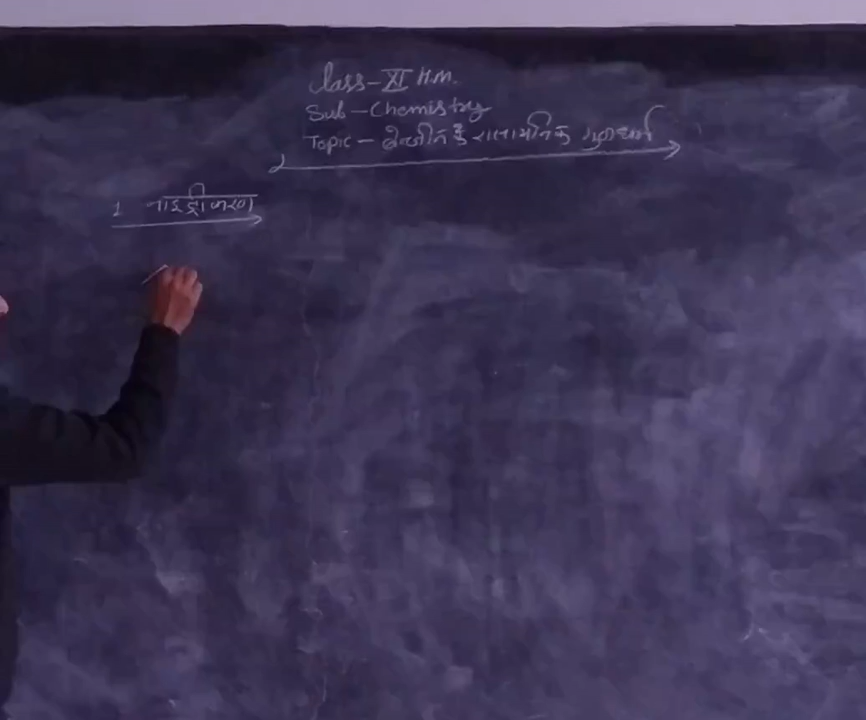 Class - XI H.M.
Sub - Chemistry
Topic - बेन्जीन के रासायनिक गुणधर्म
1 नाइट्रीकरण